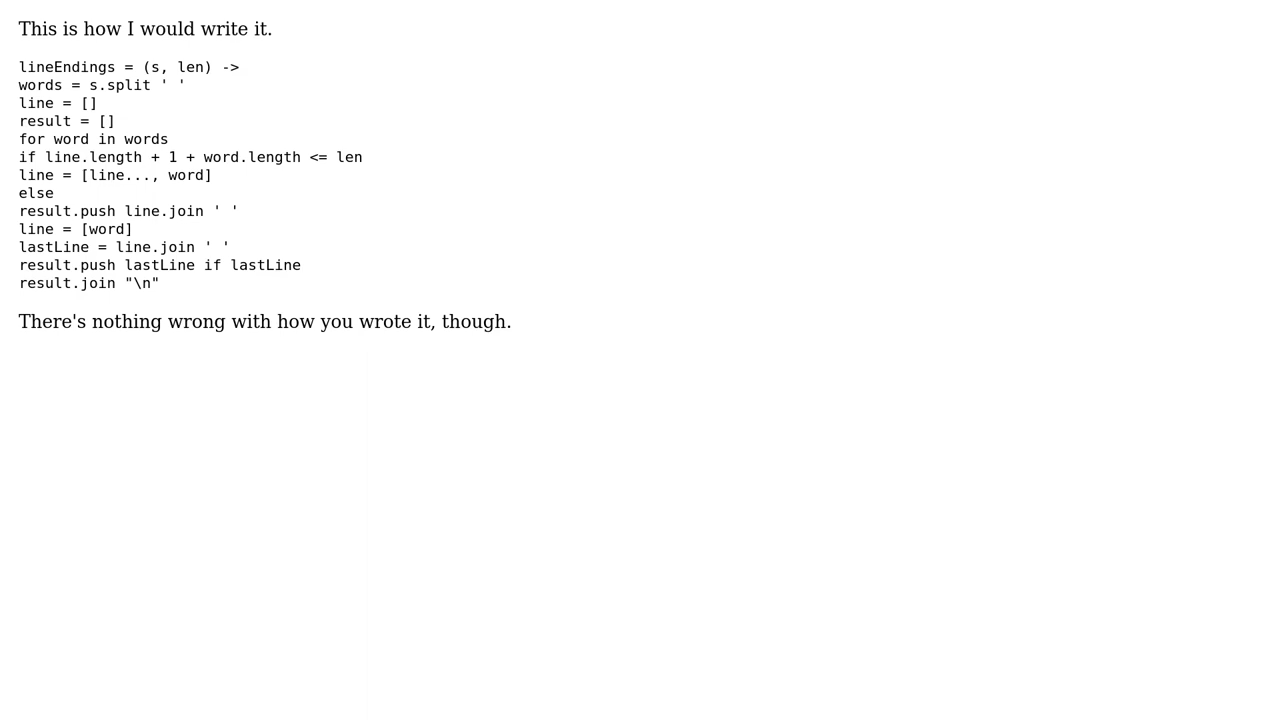 This is how I would write it.
lineEndings = (s, len) ->
words = s.split ' '
line = []
result = []
for word in words
if line.length + 1 + word.length <= len
line = [line..., word]
else
result.push line.join ' '
line = [word]
lastLine = line.join ' '
result.push lastLine if lastLine
result.join "\n"
There's nothing wrong with how you wrote it, though.